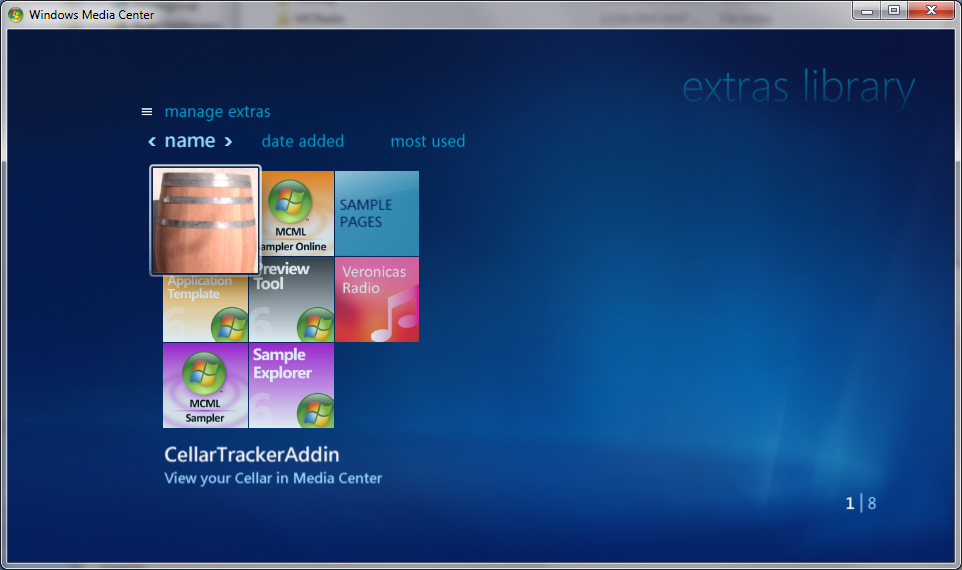 Windows Media Center
extras library
manage extras
‹ name ›
date added
most used
MCML
ampler Online
SAMPLE
PAGES
Application
Template
Preview
Tool
Veronicas
Radio
MCML
Sampler
Sample
Explorer
CellarTrackerAddin
View your Cellar in Media Center
1 | 8